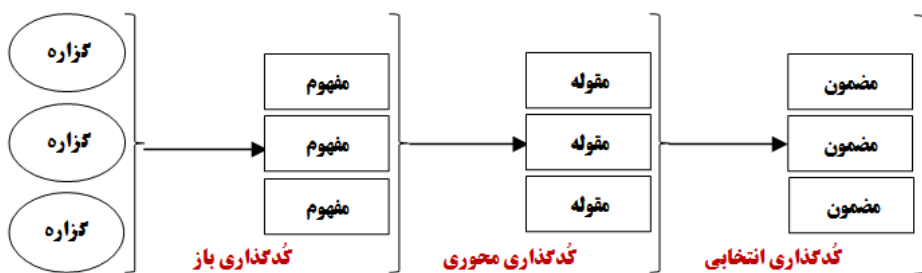 گزاره
گزاره
گزاره
مفهوم
مفهوم
مفهوم
مقوله
مقوله
مقوله
مضمون
مضمون
مضمون
کُدگذاری باز
کُدگذاری محوری
کُدگذاری انتخابی